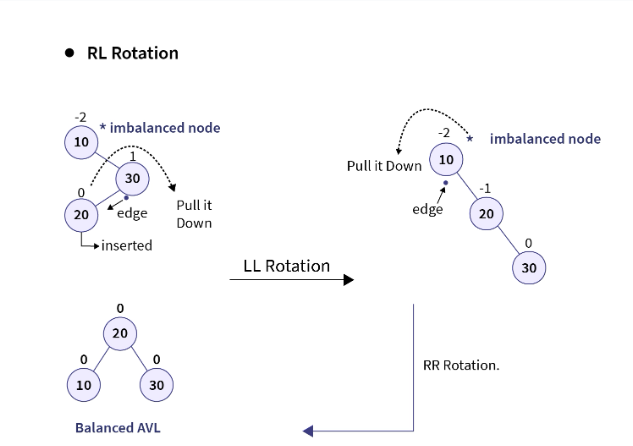 ● RL Rotation
-2
* imbalanced node
10
1
30
0
20
edge
Pull it
Down
inserted
LL Rotation
-2
* imbalanced node
Pull it Down
10
edge
-1
20
0
30
RR Rotation.
0
20
0
10
0
30
Balanced AVL